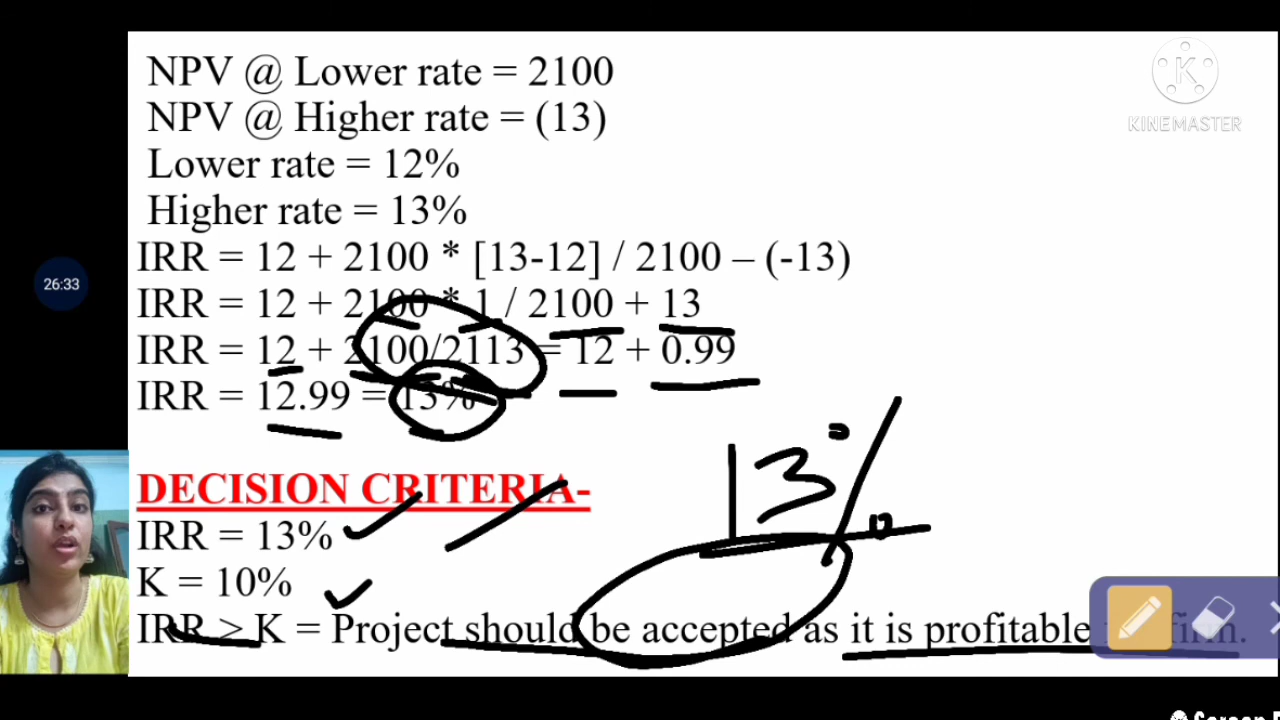 NPV @ Lower rate = 2100
NPV @ Higher rate = (13)
Lower rate = 12%
Higher rate = 13%
IRR = 12 + 2100 * [13-12] / 2100 – (-13)
IRR = 12 + 2100 * 1 / 2100 + 13
IRR = 12 + 2100/2113 = 12 + 0.99
IRR = 12.99 = 13%
13%
DECISION CRITERIA-
IRR = 13%
K = 10%
IRR > K = Project should be accepted as it is profitable firm.
K
KINEMASTER
26:33